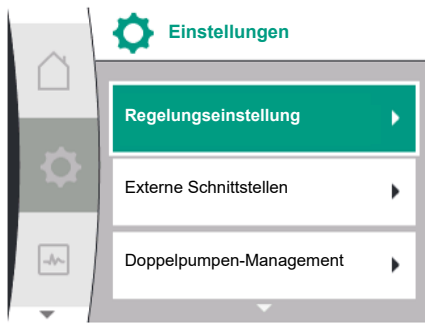 Einstellungen
Regelungseinstellung
Externe Schnittstellen
Doppelpumpen-Management